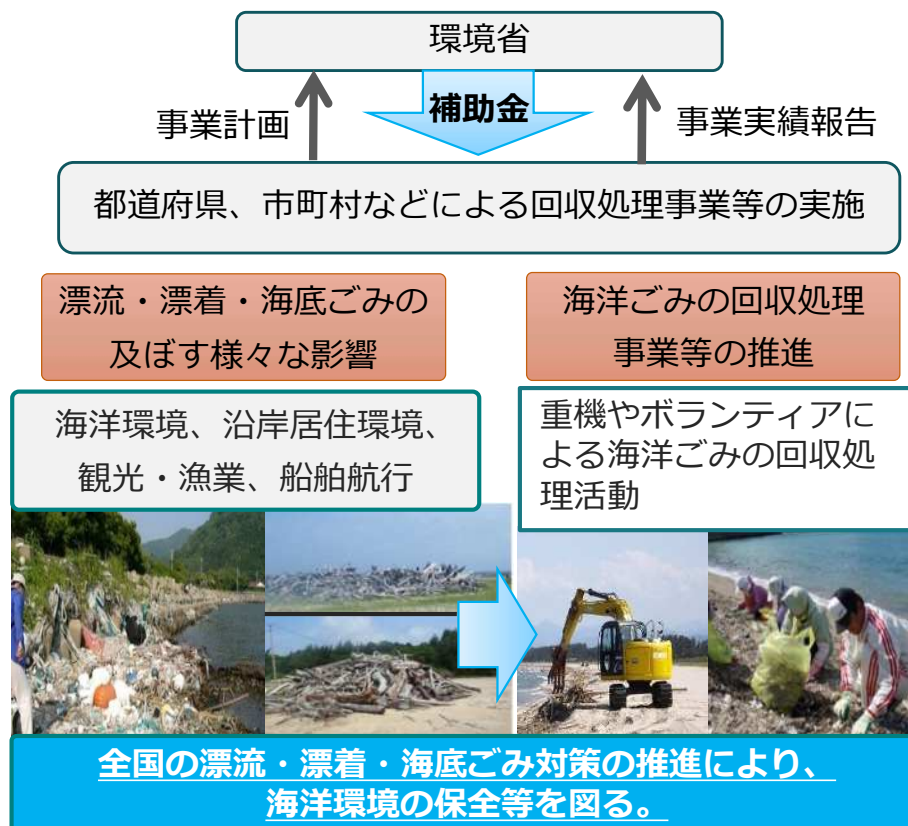 環境省
補助金
事業計画
事業実績報告
都道府県、市町村などによる回収処理事業等の実施
漂流・漂着・海底ごみの
及ぼす様々な影響
海洋環境、沿岸居住環境、
観光・漁業、船舶航行
海洋ごみの回収処理
事業等の推進
重機やボランティアに
よる海洋ごみの回収処
理活動
全国の漂流・漂着・海底ごみ対策の推進により、
海洋環境の保全等を図る。